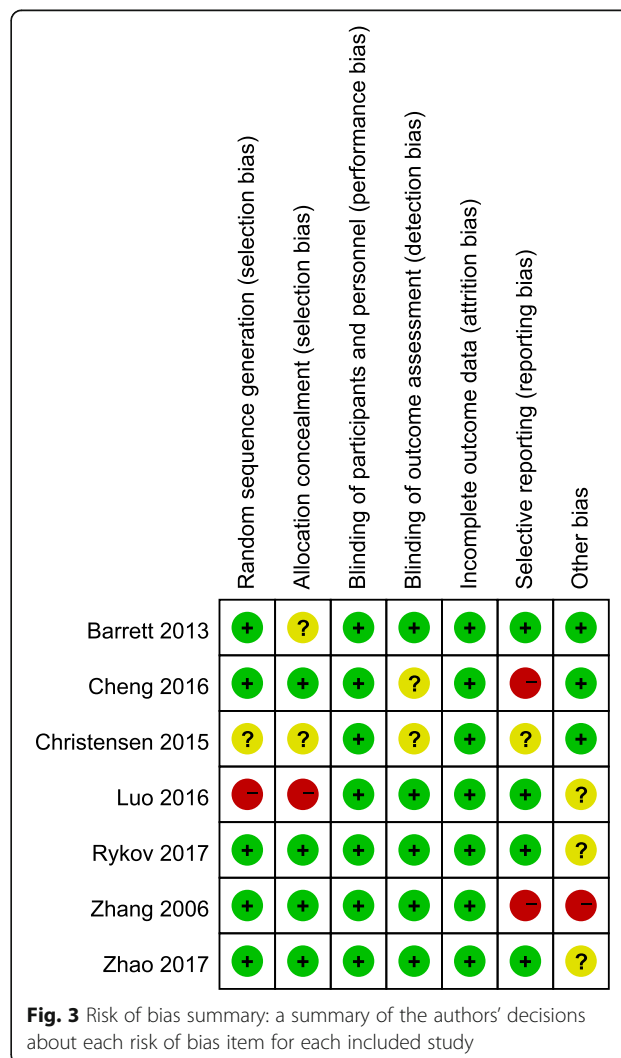 Random sequence generation (selection bias)
Allocation concealment (selection bias)
Blinding of participants and personnel (performance bias)
Blinding of outcome assessment (detection bias)
Incomplete outcome data (attrition bias)
Selective reporting (reporting bias)
Other bias
Barrett 2013 + ? + + + + +
Cheng 2016 + + + ? + – +
Christensen 2015 ? ? + ? + ? +
Luo 2016 – – + + + + ?
Rykov 2017 + + + + + + ?
Zhang 2006 + + + + + – –
Zhao 2017 + + + + + + ?
Fig. 3 Risk of bias summary: a summary of the authors’ decisions
about each risk of bias item for each included study